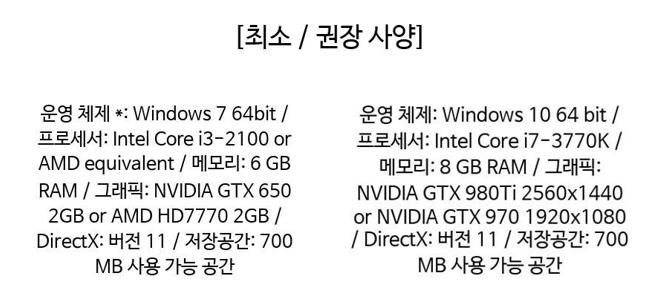 [최소 / 권장 사양]
운영 체제 *: Windows 7 64bit /
프로세서: Intel Core i3-2100 or
AMD equivalent / 메모리: 6 GB
RAM / 그래픽: NVIDIA GTX 650
2GB or AMD HD7770 2GB /
DirectX: 버전 11 / 저장공간: 700
MB 사용 가능 공간
운영 체제: Windows 10 64 bit /
프로세서: Intel Core i7-3770K /
메모리: 8 GB RAM / 그래픽:
NVIDIA GTX 980Ti 2560x1440
or NVIDIA GTX 970 1920x1080
/ DirectX: 버전 11 / 저장공간: 700
MB 사용 가능 공간